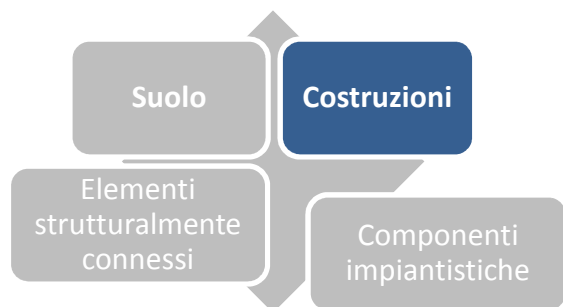 Suolo
Costruzioni
Elementi
strutturalmente
connessi
Componenti
impiantistiche